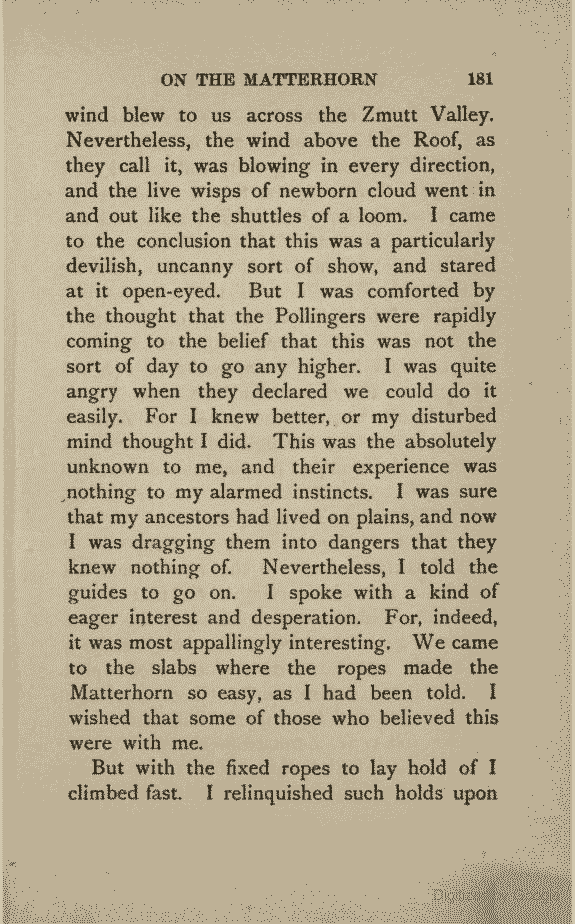 ON THE MATTERHORN 181
wind blew to us across the Zmutt Valley.
Nevertheless, the wind above the Roof, as
they call it, was blowing in every direction,
and the live wisps of newborn cloud went in
and out like the shuttles of a loom. I came
to the conclusion that this was a particularly
devilish, uncanny sort of show, and stared
at it open-eyed. But I was comforted by
the thought that the Pollingers were rapidly
coming to the belief that this was not the
sort of day to go any higher. I was quite
angry when they declared we could do it
easily. For I knew better, or my disturbed
mind thought I did. This was the absolutely
unknown to me, and their experience was
nothing to my alarmed instincts. I was sure
that my ancestors had lived on plains, and now
I was dragging them into dangers that they
knew nothing of. Nevertheless, I told the
guides to go on. I spoke with a kind of
eager interest and desperation. For, indeed,
it was most appallingly interesting. We came
to the slabs where the ropes made the
Matterhorn so easy, as I had been told. I
wished that some of those who believed this
were with me.
But with the fixed ropes to lay hold of I
climbed fast. I relinquished such holds upon
Digitized by Google